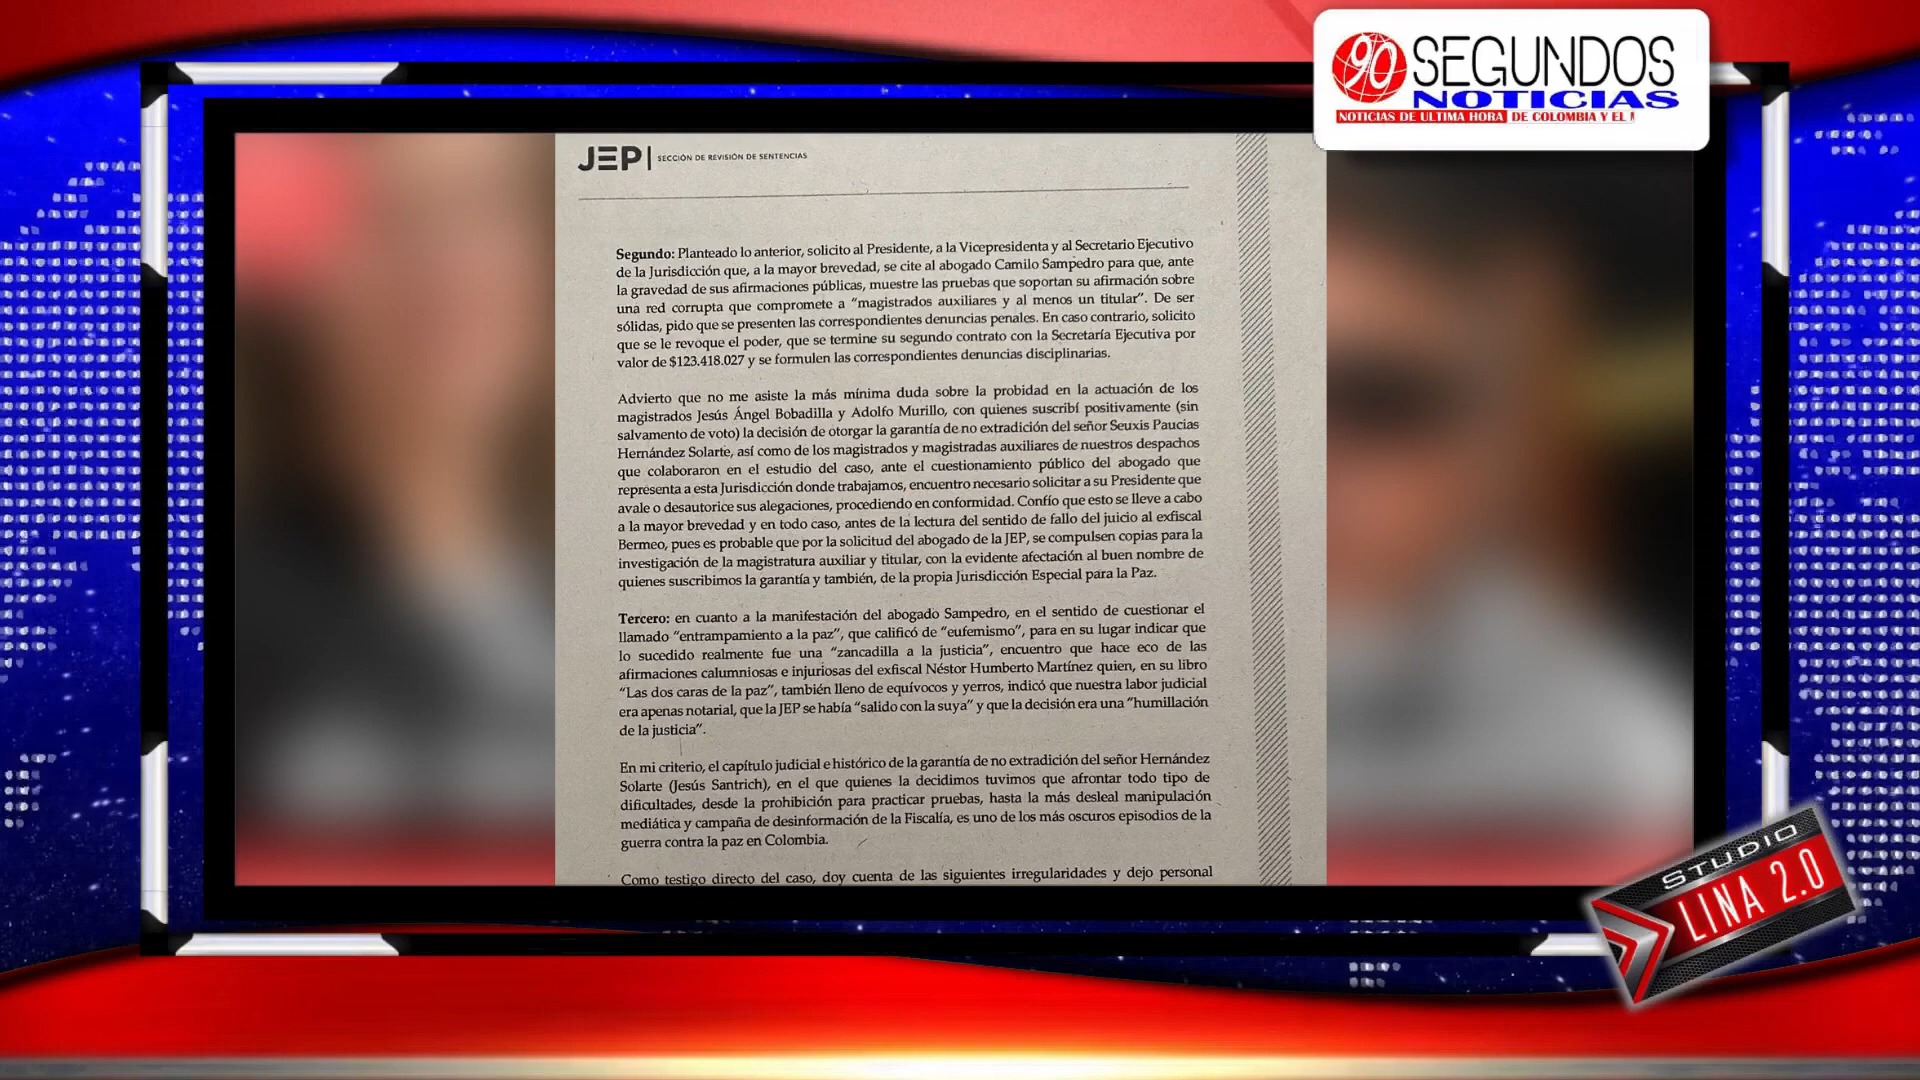 90 SEGUNDOS
NOTICIAS
NOTICIAS DE ULTIMA HORA DE COLOMBIA Y EL
JEP | SECCIÓN DE REVISIÓN DE SENTENCIAS
Segundo: Planteado lo anterior, solicito al Presidente, a la Vicepresidenta y al Secretario Ejecutivo
de la Jurisdicción que, a la mayor brevedad, se cite al abogado Camilo Sampedro para que, ante
la gravedad de sus afirmaciones públicas, muestre las pruebas que soportan su afirmación sobre
una red corrupta que compromete a “magistrados auxiliares y al menos un titular”. De ser
sólidas, pido que se presenten las correspondientes denuncias penales. En caso contrario, solicito
que se le revoque el poder, que se termine su segundo contrato con la Secretaría Ejecutiva por
valor de $123.418.027 y se formulen las correspondientes denuncias disciplinarias.
Advierto que no me asiste la más mínima duda sobre la probidad en la actuación de los
magistrados Jesús Ángel Bobadilla y Adolfo Murillo, con quienes suscribí positivamente (sin
salvamento de voto) la decisión de otorgar la garantía de no extradición del señor Seuxis Paucias
Hernández Solarte, así como de los magistrados y magistradas auxiliares de nuestros despachos
que colaboraron en el estudio del caso, ante el cuestionamiento público del abogado que
representa a esta Jurisdicción donde trabajamos, encuentro necesario solicitar a su Presidente que
avale o desautorice sus alegaciones, procediendo en conformidad. Confío que esto se lleve a cabo
a la mayor brevedad y en todo caso, antes de la lectura del sentido de fallo del juicio al exfiscal
Bermeo, pues es probable que por la solicitud del abogado de la JEP, se compulsen copias para la
investigación de la magistratura auxiliar y titular, con la evidente afectación al buen nombre de
quienes suscribimos la garantía y también, de la propia Jurisdicción Especial para la Paz.
Tercero: en cuanto a la manifestación del abogado Sampedro, en el sentido de cuestionar el
llamado “entrampamiento a la paz”, que calificó de “eufemismo”, para en su lugar indicar que
lo sucedido realmente fue una “zancadilla a la justicia”, encuentro que hace eco de las
afirmaciones calumniosas e injuriosas del exfiscal Néstor Humberto Martínez quien, en su libro
“Las dos caras de la paz”, también lleno de equívocos y yerros, indicó que nuestra labor judicial
era apenas notarial, que la JEP se había “salido con la suya” y que la decisión era una “humillación
de la justicia”.
En mi criterio, el capítulo judicial e histórico de la garantía de no extradición del señor Hernández
Solarte (Jesús Santrich), en el que quienes la decidimos tuvimos que afrontar todo tipo de
dificultades, desde la prohibición para practicar pruebas, hasta la más desleal manipulación
mediática y campaña de desinformación de la Fiscalía, es uno de los más oscuros episodios de la
guerra contra la paz en Colombia.
Como testigo directo del caso, doy cuenta de las siguientes irregularidades y dejo personal
STUDIO
LINA 2.0